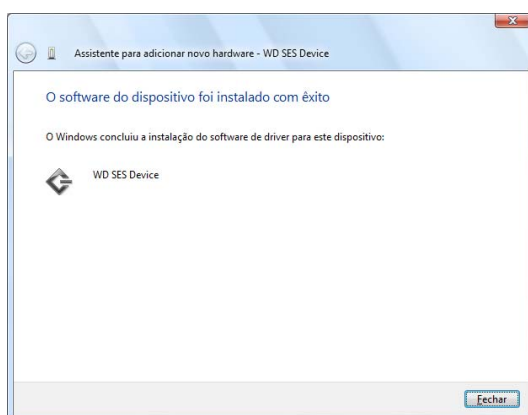 Assistente para adicionar novo hardware - WD SES Device
O software do dispositivo foi instalado com êxito
O Windows concluiu a instalação do software de driver para este dispositivo:
WD SES Device
Fechar